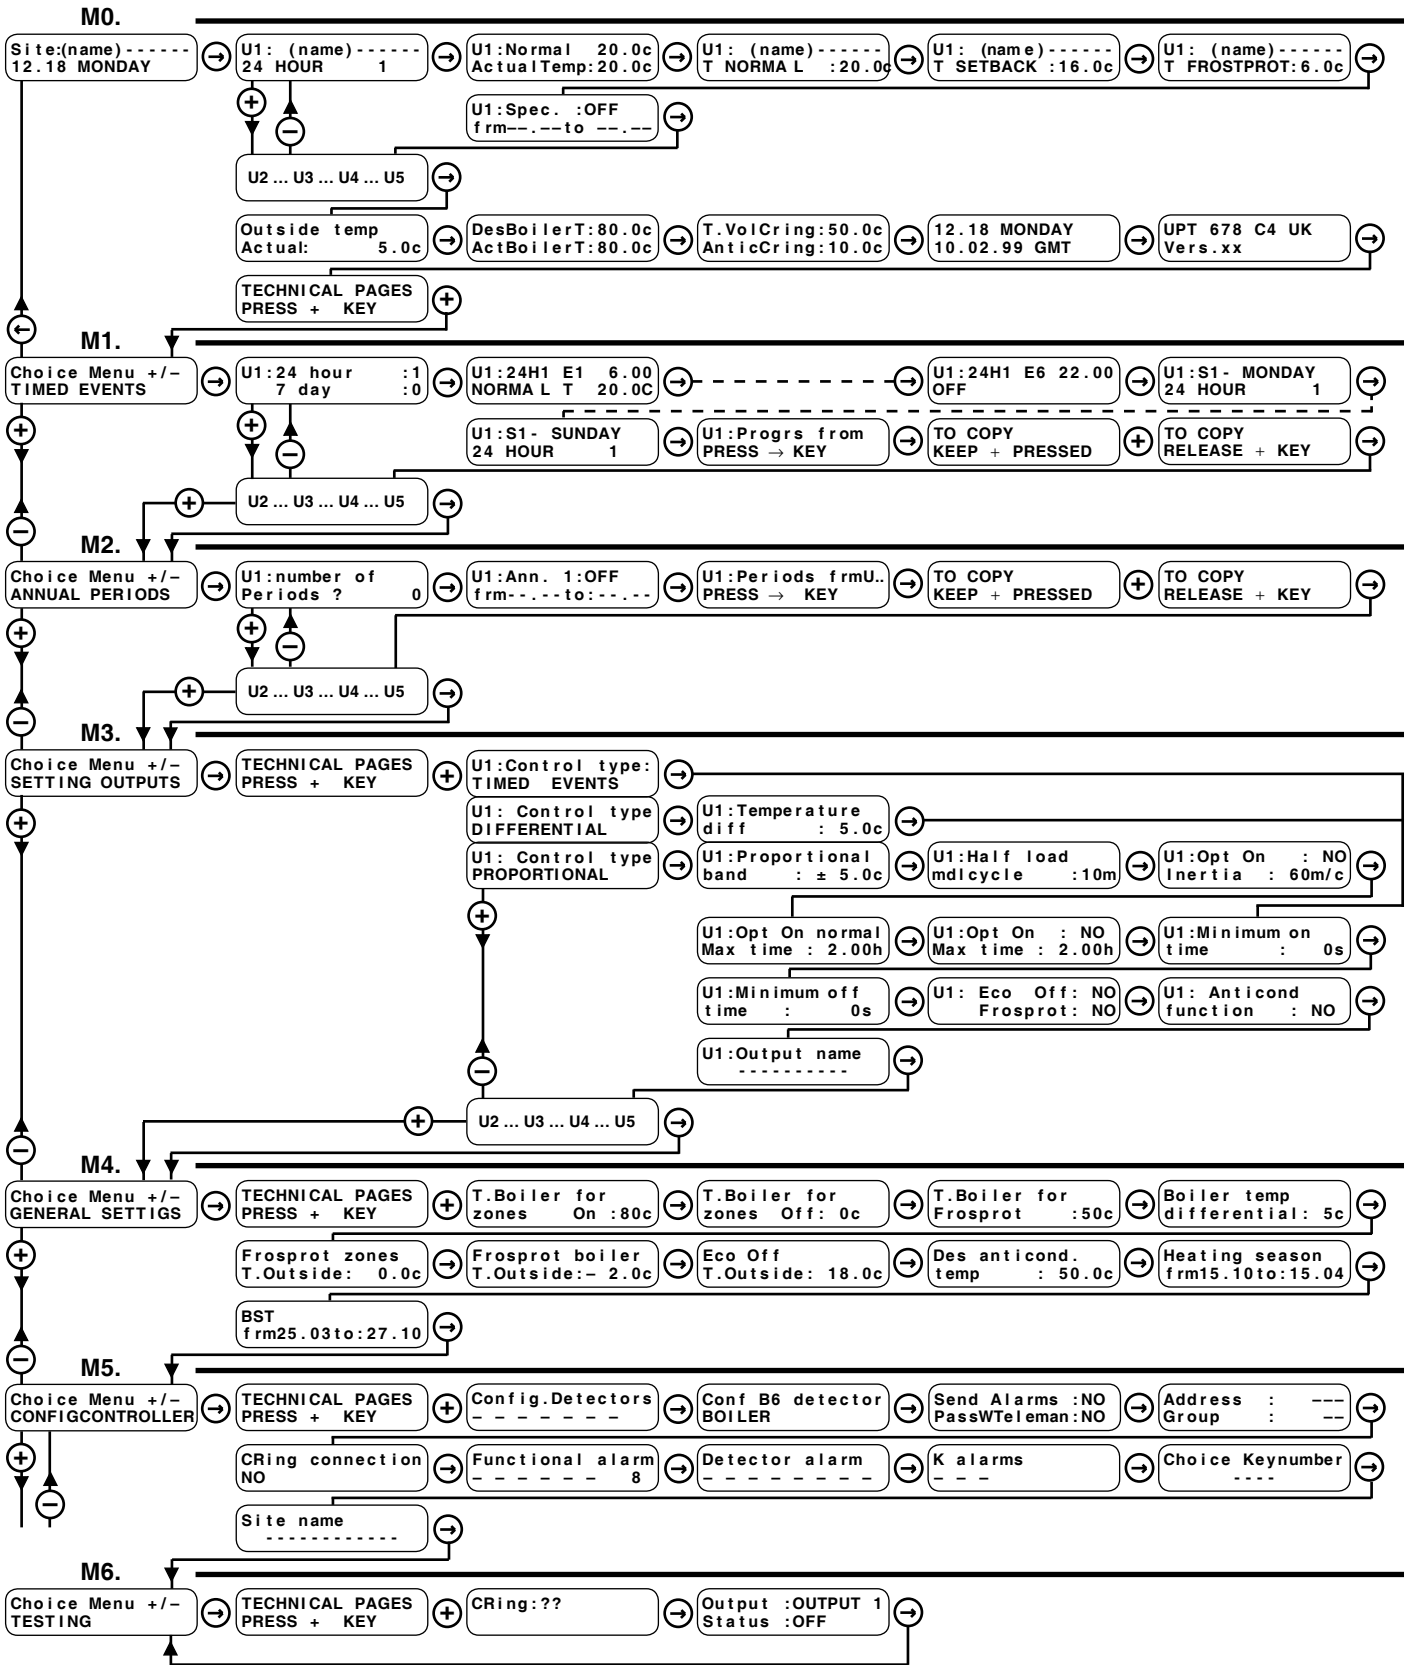 M0.
Site:(name)------
12.18 MONDAY
U1: (name)------
24 HOUR 1
U1:Normal 20.0c
ActualTemp:20.0c
U1: (name)------
T NORMAL :20.0c
U1: (name)------
T SETBACK :16.0c
U1: (name)------
T FROSTPROT:6.0c
U1:Spec. :OFF
frm--.--to --.--
U2 ... U3 ... U4 ... U5
Outside temp
Actual: 5.0c
DesBoilerT:80.0c
ActBoilerT:80.0c
T.VolCring:50.0c
AnticCring:10.0c
12.18 MONDAY
10.02.99 GMT
UPT 678 C4 UK
Vers.xx
TECHNICAL PAGES
PRESS + KEY
M1.
Choice Menu +/–
TIMED EVENTS
U1:24 hour :1
7 day :0
U1:24H1 E1 6.00
NORMAL T 20.0C
U1:24H1 E6 22.00
OFF
U1:S1- MONDAY
24 HOUR 1
U1:S1- SUNDAY
24 HOUR 1
U1:Progrs from
PRESS → KEY
TO COPY
KEEP + PRESSED
TO COPY
RELEASE + KEY
U2 ... U3 ... U4 ... U5
M2.
Choice Menu +/–
ANNUAL PERIODS
U1:number of
Periods ? 0
U1:Ann. 1:OFF
frm--.--to:--.--
U1:Periods frmU..
PRESS → KEY
TO COPY
KEEP + PRESSED
TO COPY
RELEASE + KEY
U2 ... U3 ... U4 ... U5
M3.
Choice Menu +/–
SETTING OUTPUTS
TECHNICAL PAGES
PRESS + KEY
U1:Control type:
TIMED EVENTS
U1: Control type
DIFFERENTIAL
U1:Temperature
diff : 5.0c
U1: Control type
PROPORTIONAL
U1:Proportional
band : ± 5.0c
U1:Half load
mdlcycle :10m
U1:Opt On : NO
Inertia : 60m/c
U1:Opt On normal
Max time : 2.00h
U1:Opt On : NO
Max time : 2.00h
U1:Minimum on
time : 0s
U1:Minimum off
time : 0s
U1: Eco Off: NO
Frosprot: NO
U1: Anticond
function : NO
U1:Output name
----------
U2 ... U3 ... U4 ... U5
M4.
Choice Menu +/–
GENERAL SETTIGS
TECHNICAL PAGES
PRESS + KEY
T.Boiler for
zones On :80c
T.Boiler for
zones Off: 0c
T.Boiler for
Frosprot :50c
Boiler temp
differential: 5c
Frosprot zones
T.Outside: 0.0c
Frosprot boiler
T.Outside:– 2.0c
Eco Off
T.Outside: 18.0c
Des anticond.
temp : 50.0c
Heating season
frm15.10to:15.04
BST
frm25.03to:27.10
M5.
Choice Menu +/–
CONFIGCONTROLLER
TECHNICAL PAGES
PRESS + KEY
Config.Detectors
– – – – – – –
Conf B6 detector
BOILER
Send Alarms :NO
PassWTeleman:NO
Address : –––
Group : ––
CRing connection
NO
Functional alarm
– – – – – – 8
Detector alarm
– – – – – – – –
K alarms
– – –
Choice Keynumber
----
Site name
------------
M6.
Choice Menu +/–
TESTING
TECHNICAL PAGES
PRESS + KEY
CRing:??
Output :OUTPUT 1
Status :OFF